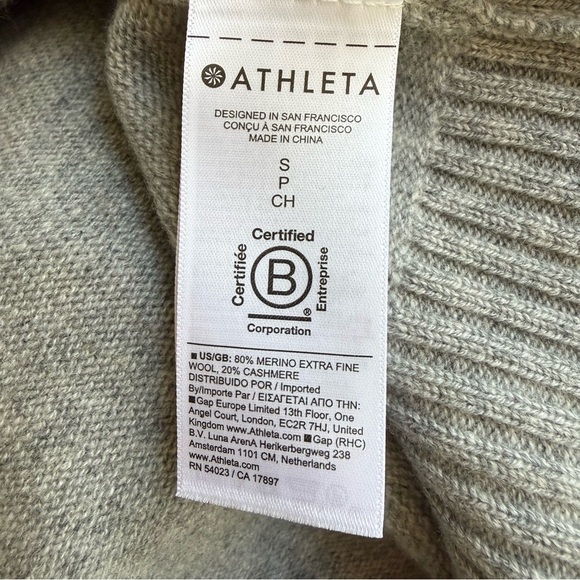 ATHLETA
DESIGNED IN SAN FRANCISCO
CONÇU À SAN FRANCISCO
MADE IN CHINA
S
P
CH
Certified
Certifiée
B
Entreprise
®
Corporation
■ US/GB: 80% MERINO EXTRA FINE
WOOL, 20% CASHMERE
DISTRIBUIDO POR / Imported
By/Importe Par / ΕΙΣΑΓΕΤΑΙ ΑΠΟ ΤΗΝ:
■Gap Europe Limited 13th Floor, One
Angel Court, London, EC2R 7HJ, United
Kingdom www.Athleta.com ■ Gap (RHC)
B.V. Luna ArenA Herikerbergweg 238
Amsterdam 1101 CM, Netherlands
www.Athleta.com
RN 54023 / CA 17897